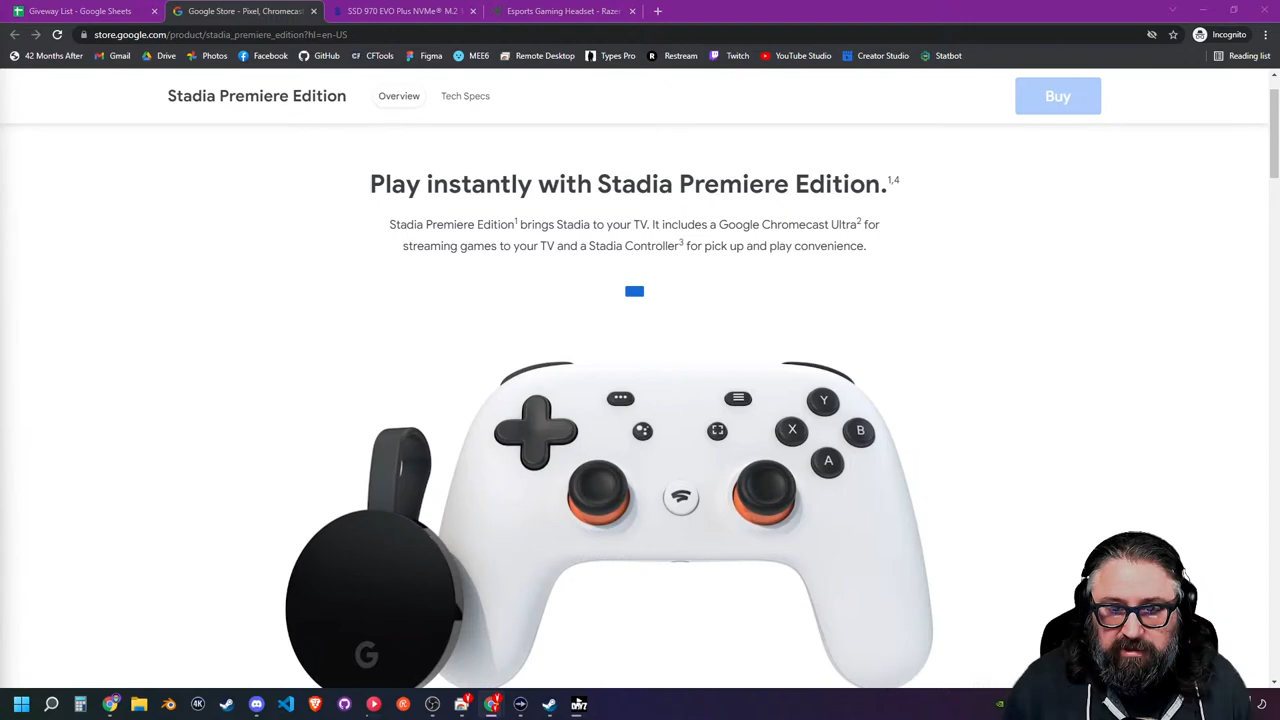 Giveway List - Google Sheets
Google Store - Pixel, Chromecast
SSD 970 EVO Plus NVMe® M.2
Esports Gaming Headset - Razer
store.google.com/product/stadia_premiere_edition?hl=en-US
Incognito
42 Months After
Gmail
Drive
Photos
Facebook
GitHub
CFTools
Figma
MEE6
Remote Desktop
Types Pro
Restream
Twitch
YouTube Studio
Creator Studio
Statbot
Reading list
Stadia Premiere Edition
Overview
Tech Specs
Buy
Play instantly with Stadia Premiere Edition.1,4
Stadia Premiere Edition1 brings Stadia to your TV. It includes a Google Chromecast Ultra2 for
streaming games to your TV and a Stadia Controller3 for pick up and play convenience.
Y
X
B
A
G